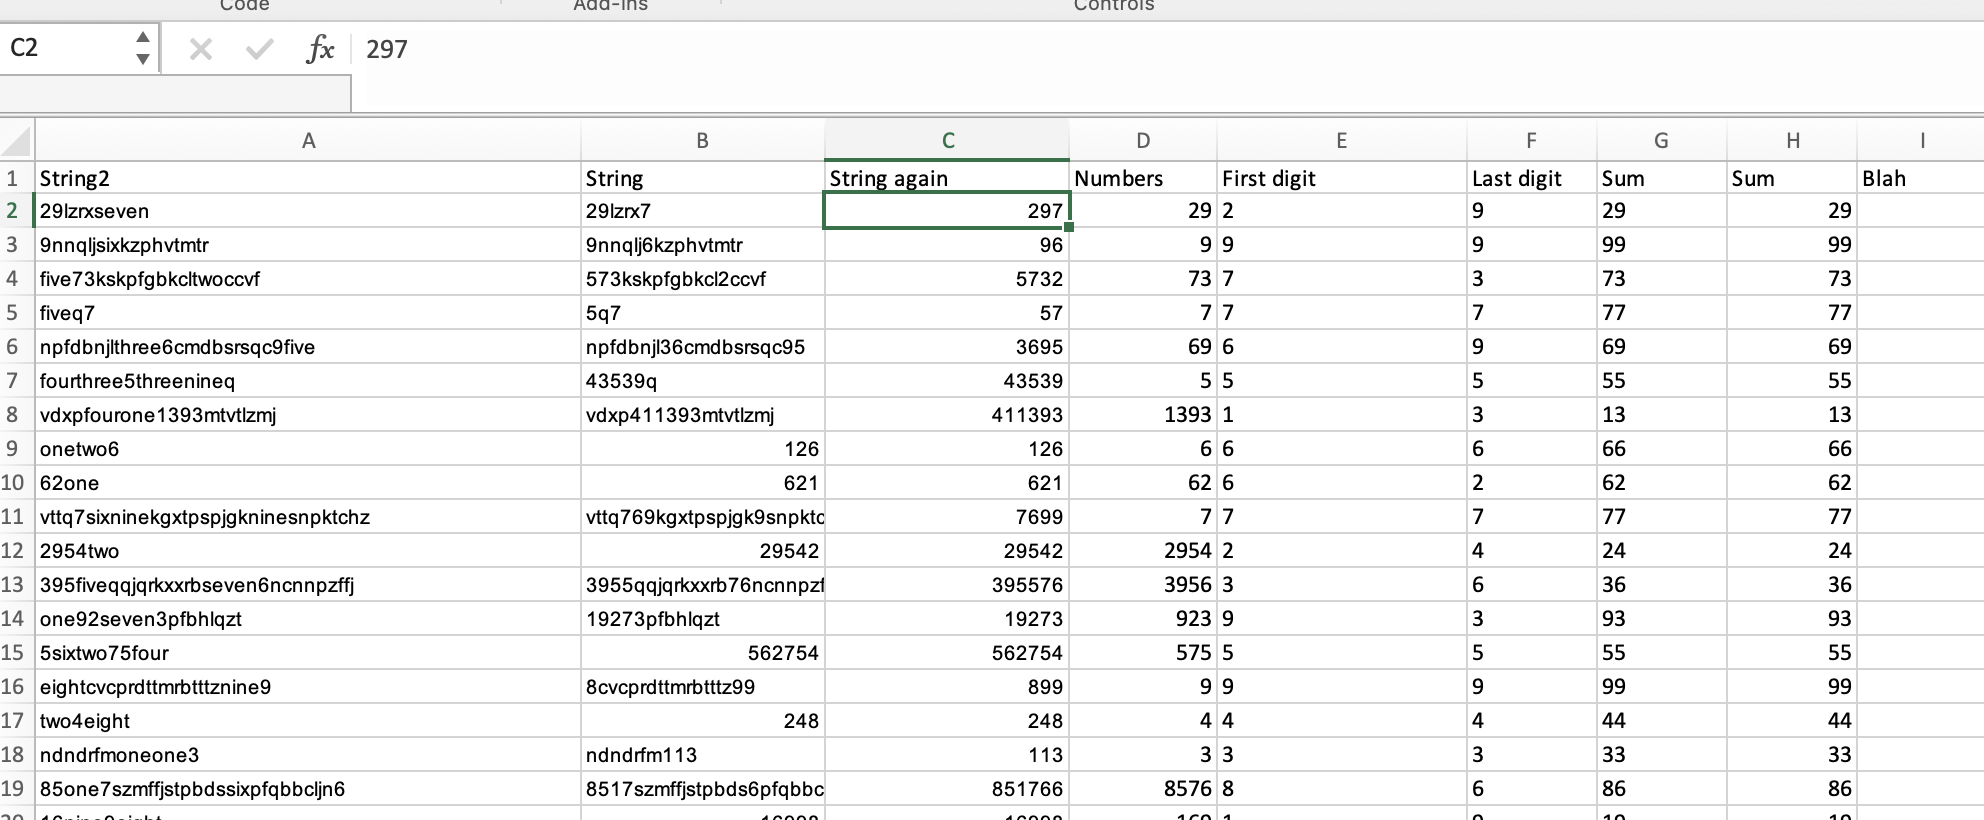 Code Add-ins Controls
C2 fx 297
A B C D E F G H I
1 String2 String String again Numbers First digit Last digit Sum Sum Blah
2 29lzrxseven 29lzrx7 297 29 2 9 29 29
3 9nnqljsixkzphvtmtr 9nnqlj6kzphvtmtr 96 9 9 9 99 99
4 five73kskpfgbkcltwoccvf 573kskpfgbkcl2ccvf 5732 73 7 3 73 73
5 fiveq7 5q7 57 7 7 7 77 77
6 npfdbnjlthree6cmdbsrsqc9five npfdbnjl36cmdbsrsqc95 3695 69 6 9 69 69
7 fourthree5threenineq 43539q 43539 5 5 5 55 55
8 vdxpfourone1393mtvtlzmj vdxp411393mtvtlzmj 411393 1393 1 3 13 13
9 onetwo6 126 126 6 6 6 66 66
10 62one 621 621 62 6 2 62 62
11 vttq7sixninekgxtpspjgkninesnpktchz vttq769kgxtpspjgk9snpktc 7699 7 7 7 77 77
12 2954two 29542 29542 2954 2 4 24 24
13 395fiveqqjqrkxxrbseven6ncnnpzffj 3955qqjqrkxxrb76ncnnpzf 395576 3956 3 6 36 36
14 one92seven3pfbhlqzt 19273pfbhlqzt 19273 923 9 3 93 93
15 5sixtwo75four 562754 562754 575 5 5 55 55
16 eightcvcprdttmrbtttznine9 8cvcprdttmrbtttz99 899 9 9 9 99 99
17 two4eight 248 248 4 4 4 44 44
18 ndndrfmoneone3 ndndrfm113 113 3 3 3 33 33
19 85one7szmffjstpbdssixpfqbbcljn6 8517szmffjstpbds6pfqbbc 851766 8576 8 6 86 86